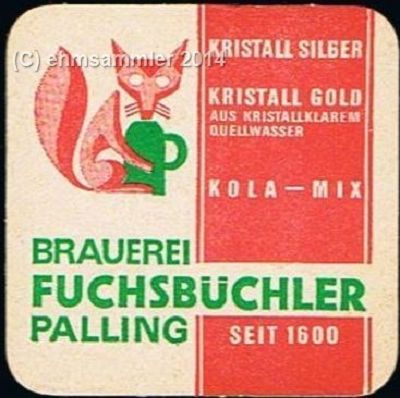 (C) ehmsammler 2014
KRISTALL SILBER
KRISTALL GOLD
AUS KRISTALLKLAREM
QUELLWASSER
KOLA – MIX
BRAUEREI
FUCHSBÜCHLER
PALLING
SEIT 1600